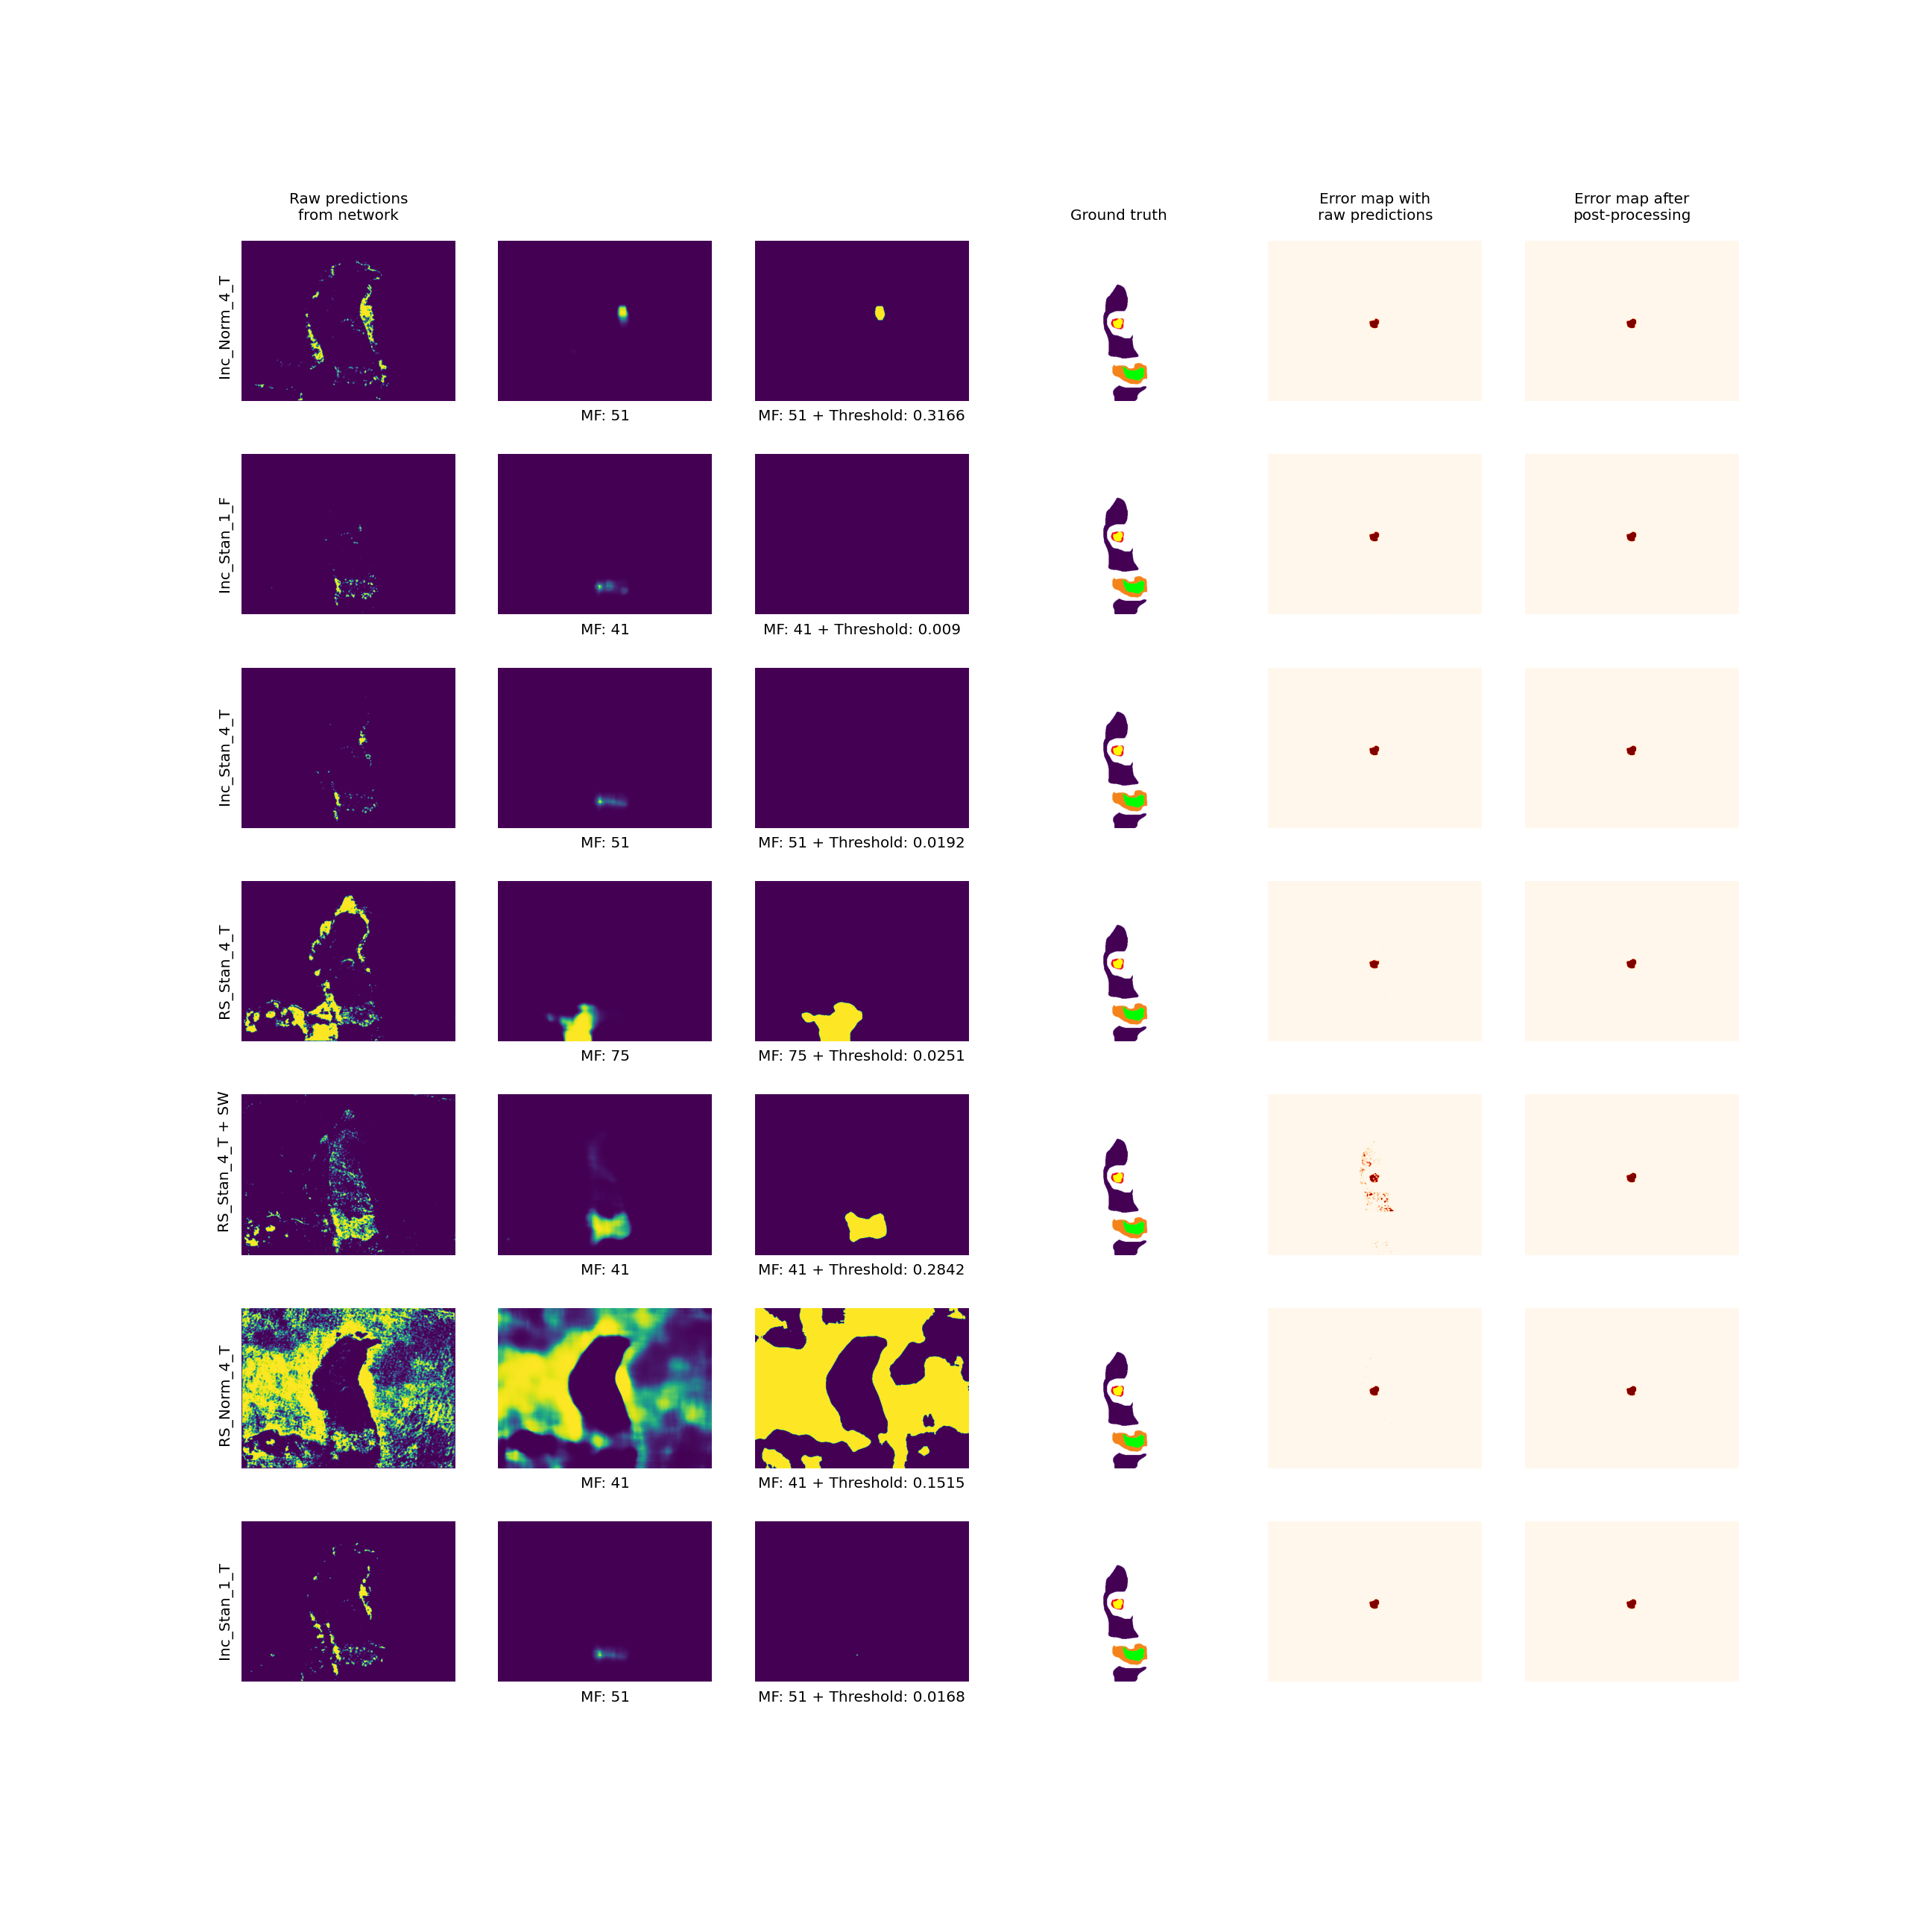 Raw predictions
from network
Ground truth
Error map with
raw predictions
Error map after
post-processing
Inc_Norm_4_T
MF: 51
MF: 51 + Threshold: 0.3166
Inc_Stan_1_F
MF: 41
MF: 41 + Threshold: 0.009
Inc_Stan_4_T
MF: 51
MF: 51 + Threshold: 0.0192
RS_Stan_4_T
MF: 75
MF: 75 + Threshold: 0.0251
RS_Stan_4_T + SW
MF: 41
MF: 41 + Threshold: 0.2842
RS_Norm_4_T
MF: 41
MF: 41 + Threshold: 0.1515
Inc_Stan_1_T
MF: 51
MF: 51 + Threshold: 0.0168